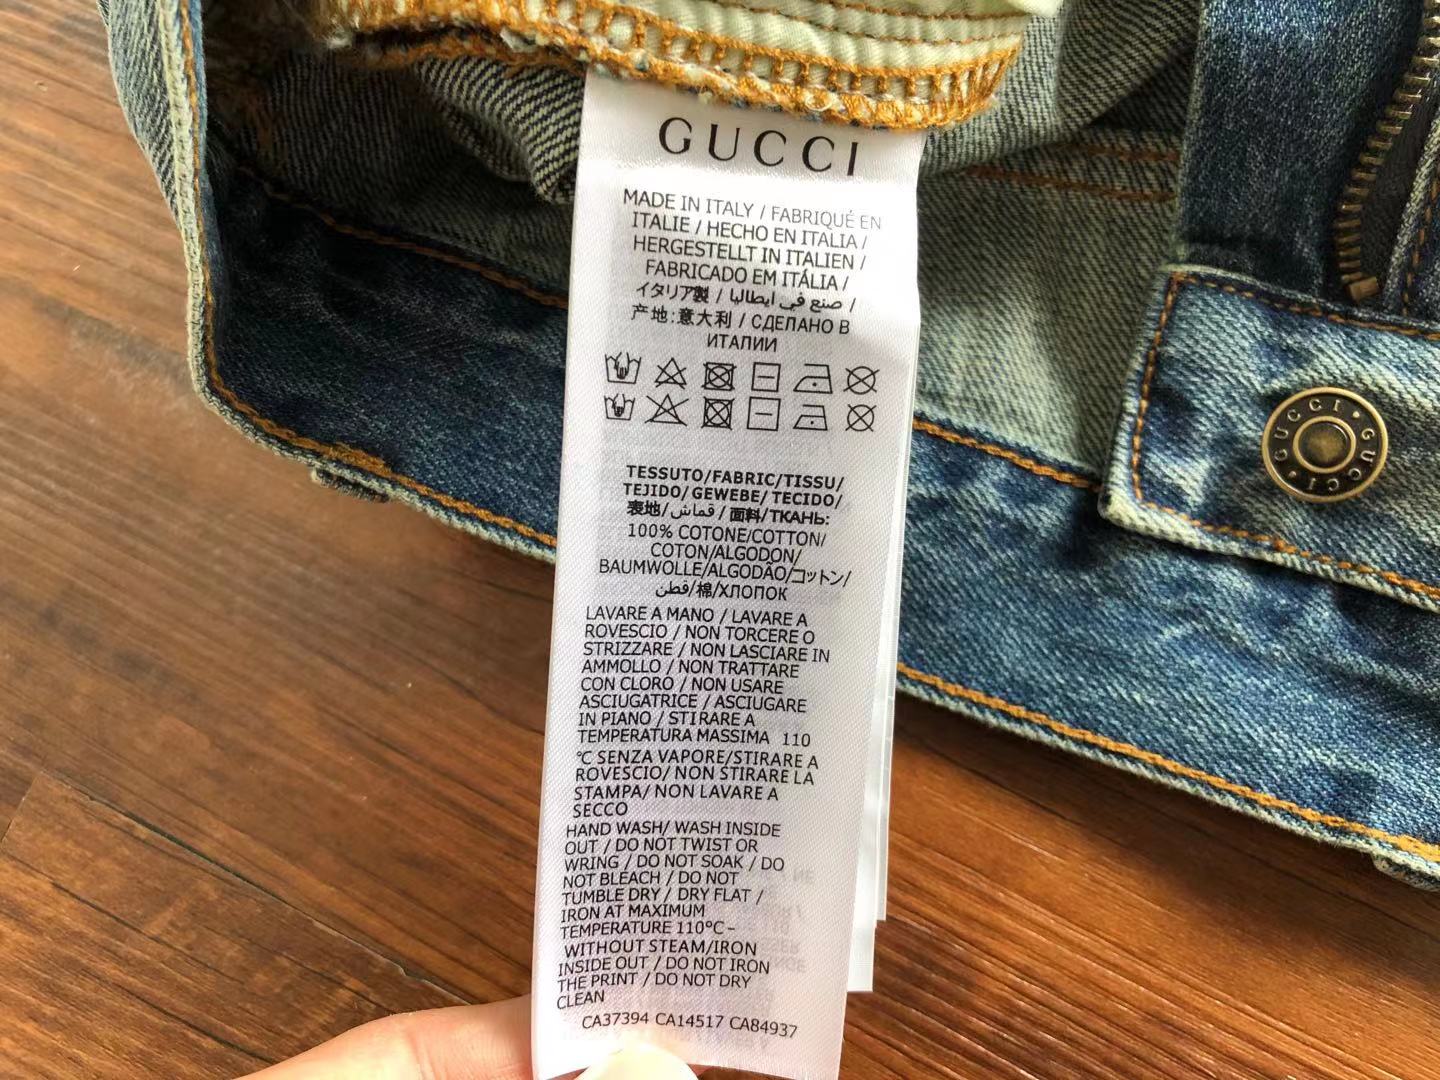 GUCCI
MADE IN ITALY / FABRIQUÉ EN
ITALIE / HECHO EN ITALIA /
HERGESTELLT IN ITALIEN /
FABRICADO EM ITÁLIA /
イタリア製 / صنع في ايطاليا /
产地:意大利 / СДЕЛАНО В
ИТАЛИИ
TESSUTO/FABRIC/TISSU/
TEJIDO/ GEWEBE/ TECIDO/
表地/ قماش / 面料/ТКАНЬ:
100% COTONE/COTTON/
COTON/ALGODON/
BAUMWOLLE/ALGODÃO/コットン/
قطن/棉/ХЛОПОК
LAVARE A MANO / LAVARE A
ROVESCIO / NON TORCERE O
STRIZZARE / NON LASCIARE IN
AMMOLLO / NON TRATTARE
CON CLORO / NON USARE
ASCIUGATRICE / ASCIUGARE
IN PIANO / STIRARE A
TEMPERATURA MASSIMA 110
°C SENZA VAPORE/STIRARE A
ROVESCIO/ NON STIRARE LA
STAMPA/ NON LAVARE A
SECCO
HAND WASH/ WASH INSIDE
OUT / DO NOT TWIST OR
WRING / DO NOT SOAK / DO
NOT BLEACH / DO NOT
TUMBLE DRY / DRY FLAT /
IRON AT MAXIMUM
TEMPERATURE 110°C –
WITHOUT STEAM/IRON
INSIDE OUT / DO NOT IRON
THE PRINT / DO NOT DRY
CLEAN
CA37394 CA14517 CA84937
GUCCI • GUCCI •